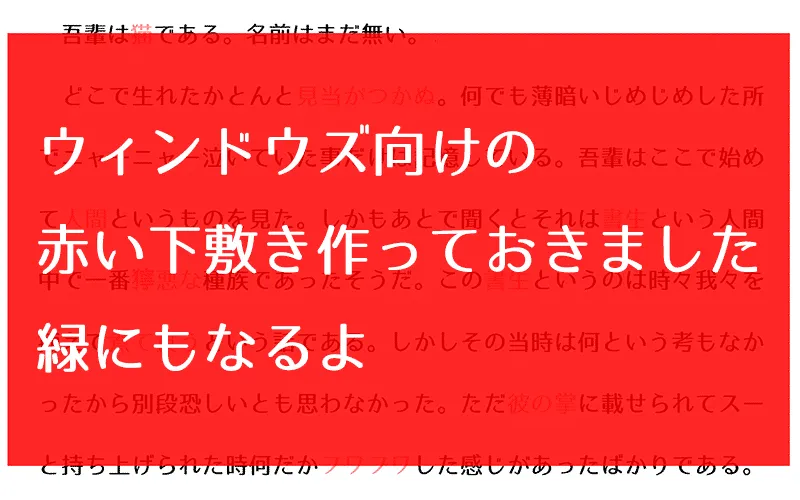 吾輩は猫である。名前はまだ無い。
どこで生れたかとんと見当がつかぬ。何でも薄暗いじめじめした所
ウィンドウズ向けの
でニャーニャー泣いていた事だけは記憶している。吾輩はここで始め
て人間というものを見た。しかもあとで聞くとそれは書生という人間
赤い下敷き作っておきました
中で一番獰悪な種族であったそうだ。この書生というのは時々我々を
緑にもなるよ
という話である。しかしその当時は何という考もなか
ったから別段恐しいとも思わなかった。ただ彼の掌に載せられてスー
と持ち上げられた時何だかフワフワした感じがあったばかりである。